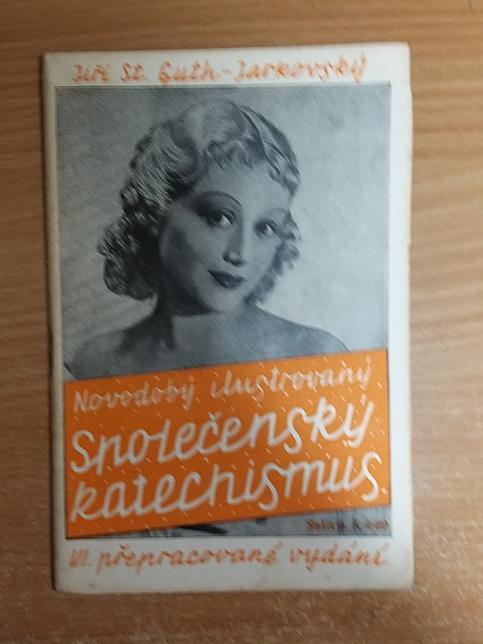 Jiří St. Guth-Jarkovský
Novodobý ilustrovaný
Společenský
katechismus.
VI. přepracované vydání